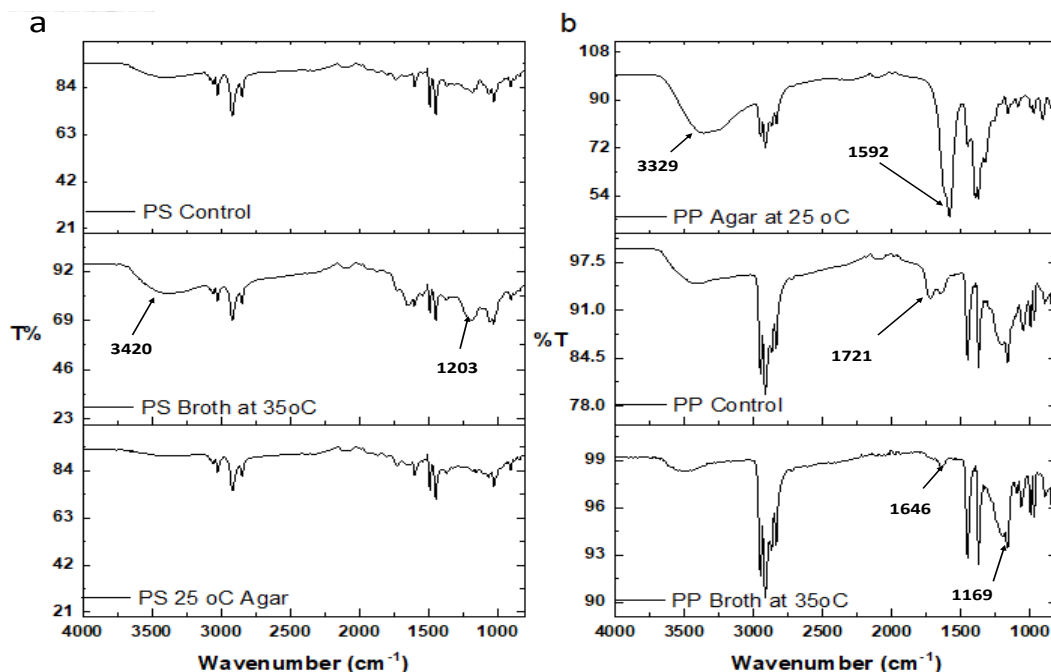 a
84
63
42
21
PS Control
92
69
46
23
3420
1203
PS Broth at 35oC
84
63
42
21
PS 25 oC Agar
T%
4000 3500 3000 2500 2000 1500 1000
Wavenumber (cm-1)
b
108
90
72
54
3329
1592
PP Agar at 25 oC
97.5
91.0
84.5
78.0
1721
PP Control
99
96
93
90
1646
1169
PP Broth at 35oC
%T
4000 3500 3000 2500 2000 1500 1000
Wavenumber (cm-1)